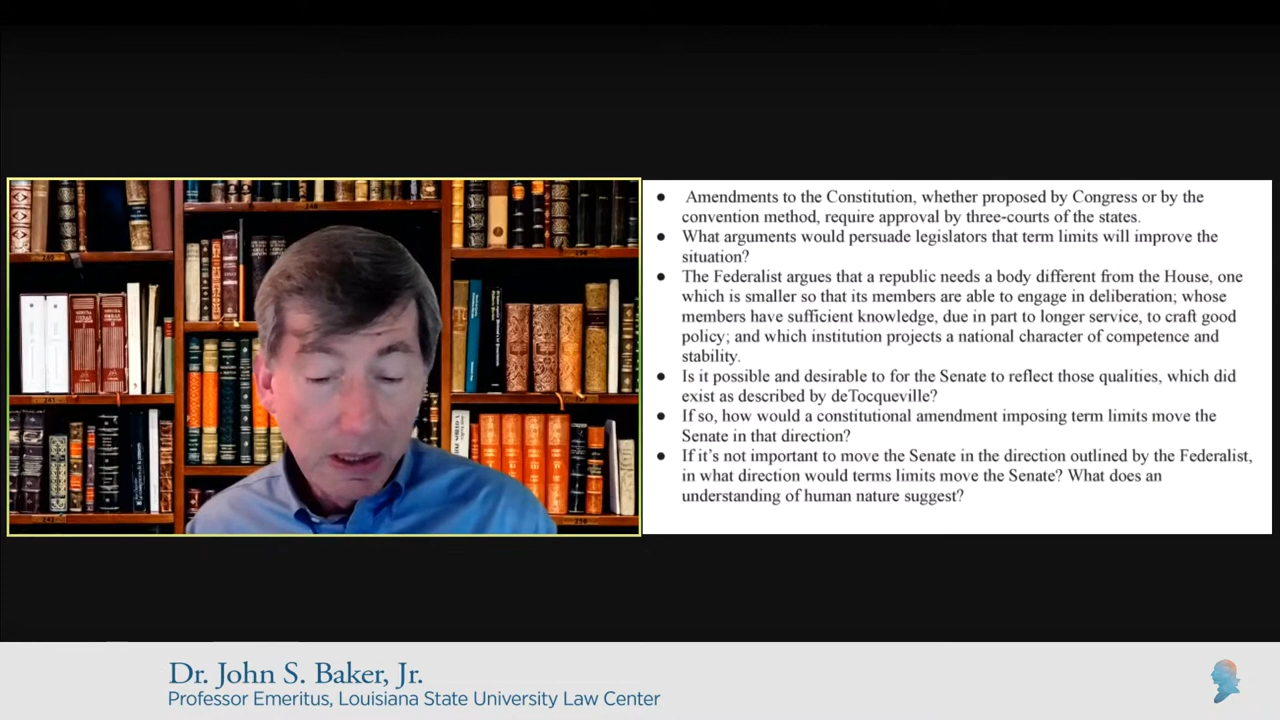 ● Amendments to the Constitution, whether proposed by Congress or by the
convention method, require approval by three-courts of the states.
● What arguments would persuade legislators that term limits will improve the
situation?
● The Federalist argues that a republic needs a body different from the House, one
which is smaller so that its members are able to engage in deliberation; whose
members have sufficient knowledge, due in part to longer service, to craft good
policy; and which institution projects a national character of competence and
stability.
● Is it possible and desirable to for the Senate to reflect those qualities, which did
exist as described by deTocqueville?
● If so, how would a constitutional amendment imposing term limits move the
Senate in that direction?
● If it's not important to move the Senate in the direction outlined by the Federalist,
in what direction would terms limits move the Senate? What does an
understanding of human nature suggest?
Dr. John S. Baker, Jr.
Professor Emeritus, Louisiana State University Law Center